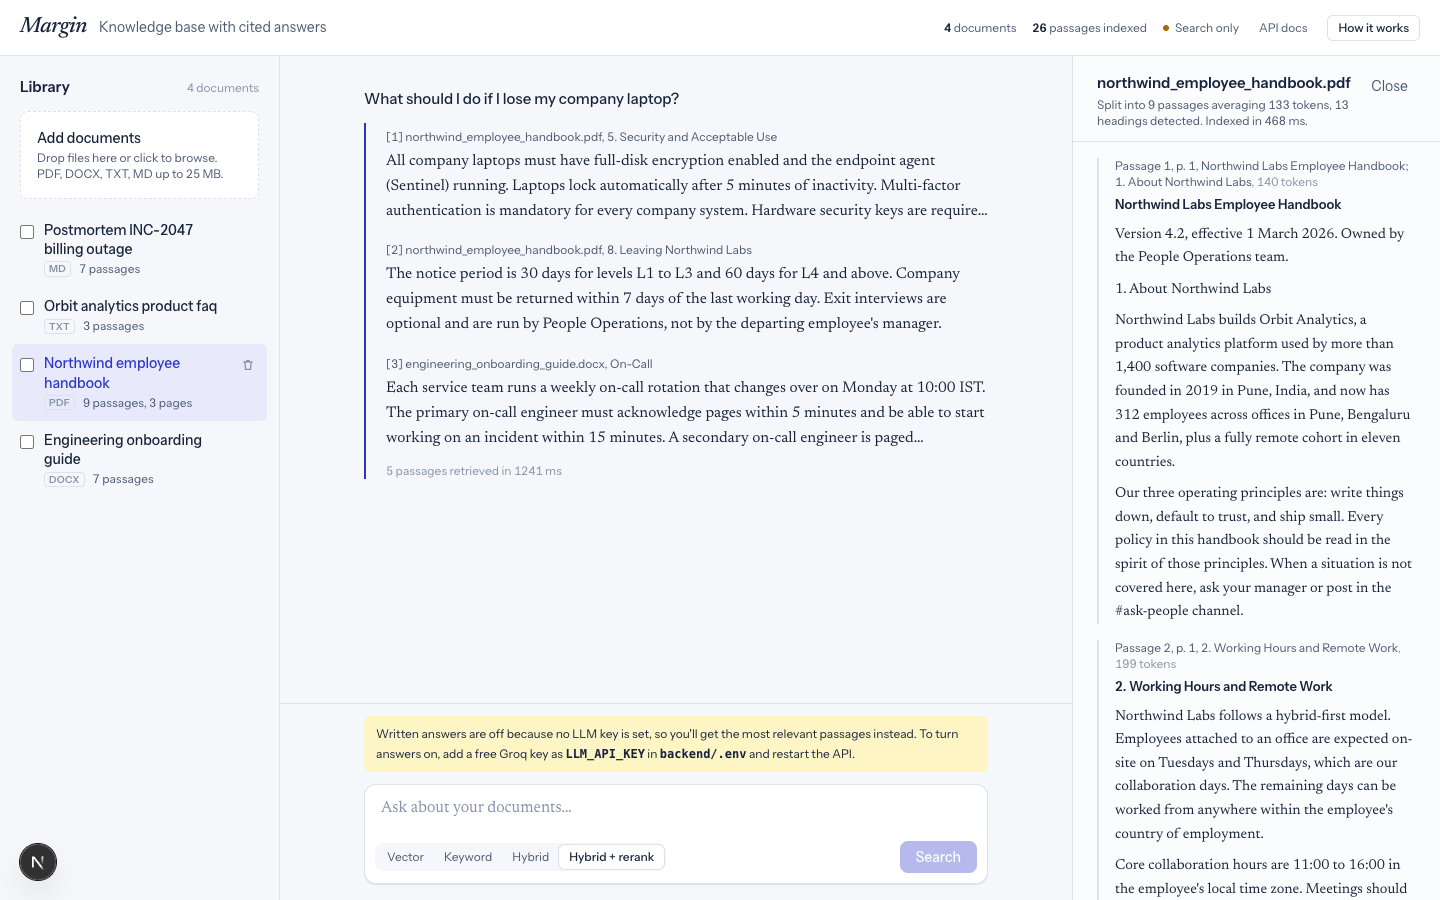 Margin Knowledge base with cited answers
4 documents 26 passages indexed Search only API docs How it works
Library 4 documents
Add documents
Drop files here or click to browse.
PDF, DOCX, TXT, MD up to 25 MB.
Postmortem INC-2047
billing outage
MD 7 passages
Orbit analytics product faq
TXT 3 passages
Northwind employee
handbook
PDF 9 passages, 3 pages
Engineering onboarding
guide
DOCX 7 passages
N
What should I do if I lose my company laptop?
[1] northwind_employee_handbook.pdf, 5. Security and Acceptable Use
All company laptops must have full-disk encryption enabled and the endpoint agent
(Sentinel) running. Laptops lock automatically after 5 minutes of inactivity. Multi-factor
authentication is mandatory for every company system. Hardware security keys are require…
[2] northwind_employee_handbook.pdf, 8. Leaving Northwind Labs
The notice period is 30 days for levels L1 to L3 and 60 days for L4 and above. Company
equipment must be returned within 7 days of the last working day. Exit interviews are
optional and are run by People Operations, not by the departing employee's manager.
[3] engineering_onboarding_guide.docx, On-Call
Each service team runs a weekly on-call rotation that changes over on Monday at 10:00 IST.
The primary on-call engineer must acknowledge pages within 5 minutes and be able to start
working on an incident within 15 minutes. A secondary on-call engineer is paged…
5 passages retrieved in 1241 ms
Written answers are off because no LLM key is set, so you'll get the most relevant passages instead. To turn
answers on, add a free Groq key as LLM_API_KEY in backend/.env and restart the API.
Ask about your documents…
Vector Keyword Hybrid Hybrid + rerank Search
northwind_employee_handbook.pdf Close
Split into 9 passages averaging 133 tokens, 13
headings detected. Indexed in 468 ms.
Passage 1, p. 1, Northwind Labs Employee Handbook;
1. About Northwind Labs, 140 tokens
Northwind Labs Employee Handbook
Version 4.2, effective 1 March 2026. Owned by
the People Operations team.
1. About Northwind Labs
Northwind Labs builds Orbit Analytics, a
product analytics platform used by more than
1,400 software companies. The company was
founded in 2019 in Pune, India, and now has
312 employees across offices in Pune, Bengaluru
and Berlin, plus a fully remote cohort in eleven
countries.
Our three operating principles are: write things
down, default to trust, and ship small. Every
policy in this handbook should be read in the
spirit of those principles. When a situation is not
covered here, ask your manager or post in the
#ask-people channel.
Passage 2, p. 1, 2. Working Hours and Remote Work,
199 tokens
2. Working Hours and Remote Work
Northwind Labs follows a hybrid-first model.
Employees attached to an office are expected on-
site on Tuesdays and Thursdays, which are our
collaboration days. The remaining days can be
worked from anywhere within the employee's
country of employment.
Core collaboration hours are 11:00 to 16:00 in
the employee's local time zone. Meetings should